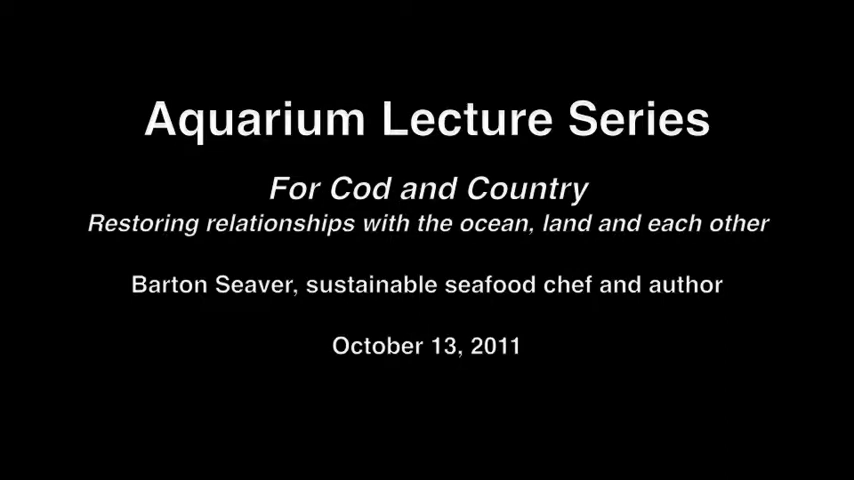 Aquarium Lecture Series
For Cod and Country
Restoring relationships with the ocean, land and each other
Barton Seaver, sustainable seafood chef and author
October 13, 2011